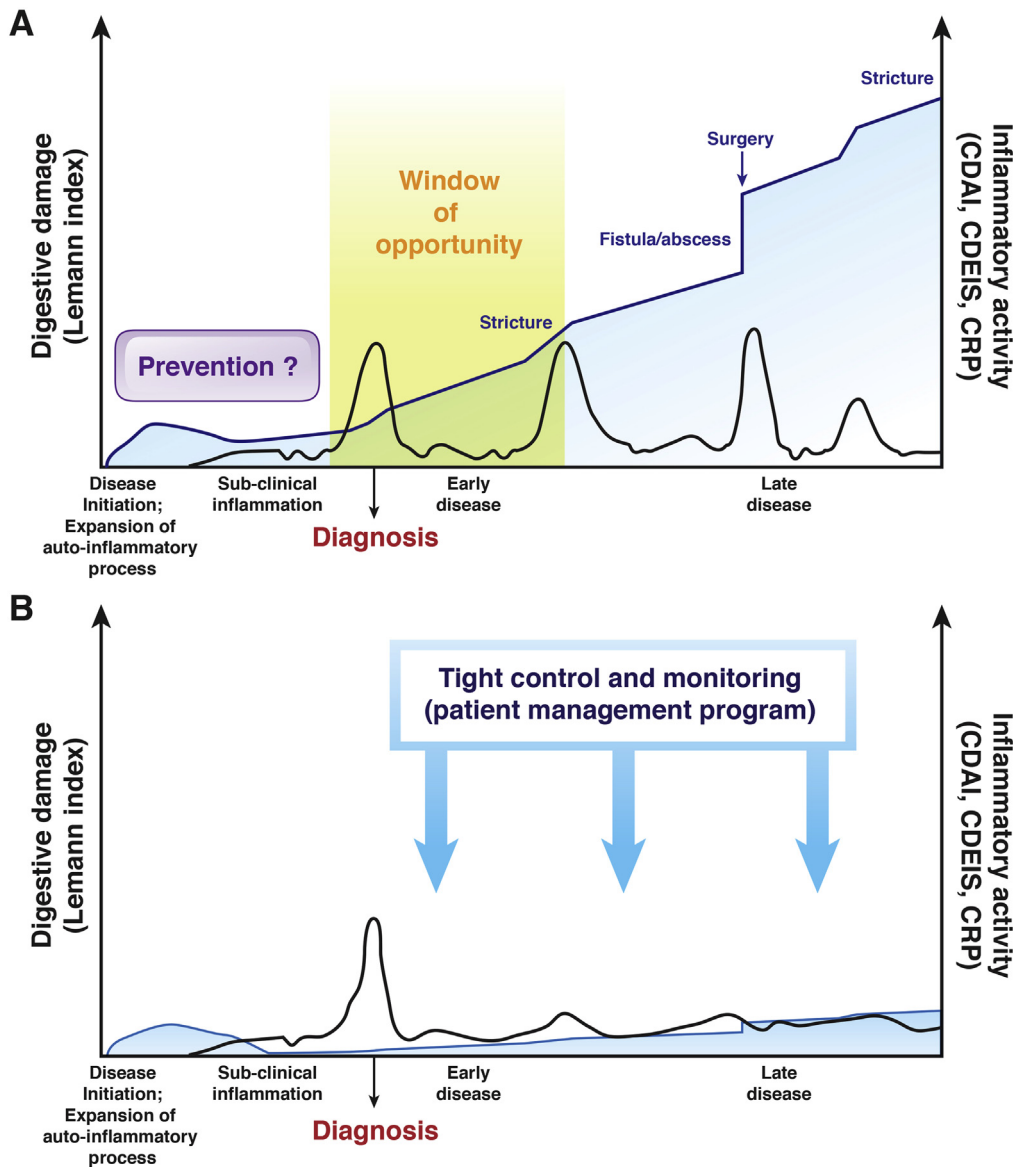 A
Digestive damage
(Lemann index)
Inflammatory activity
(CDAI, CDEIS, CRP)
Prevention ?
Window
of
opportunity
Stricture
Fistula/abscess
Surgery
Stricture
Disease
Initiation;
Expansion of
auto-inflammatory
process
Sub-clinical
inflammation
Diagnosis
Early
disease
Late
disease
B
Digestive damage
(Lemann index)
Inflammatory activity
(CDAI, CDEIS, CRP)
Tight control and monitoring
(patient management program)
Disease
Initiation;
Expansion of
auto-inflammatory
process
Sub-clinical
inflammation
Diagnosis
Early
disease
Late
disease